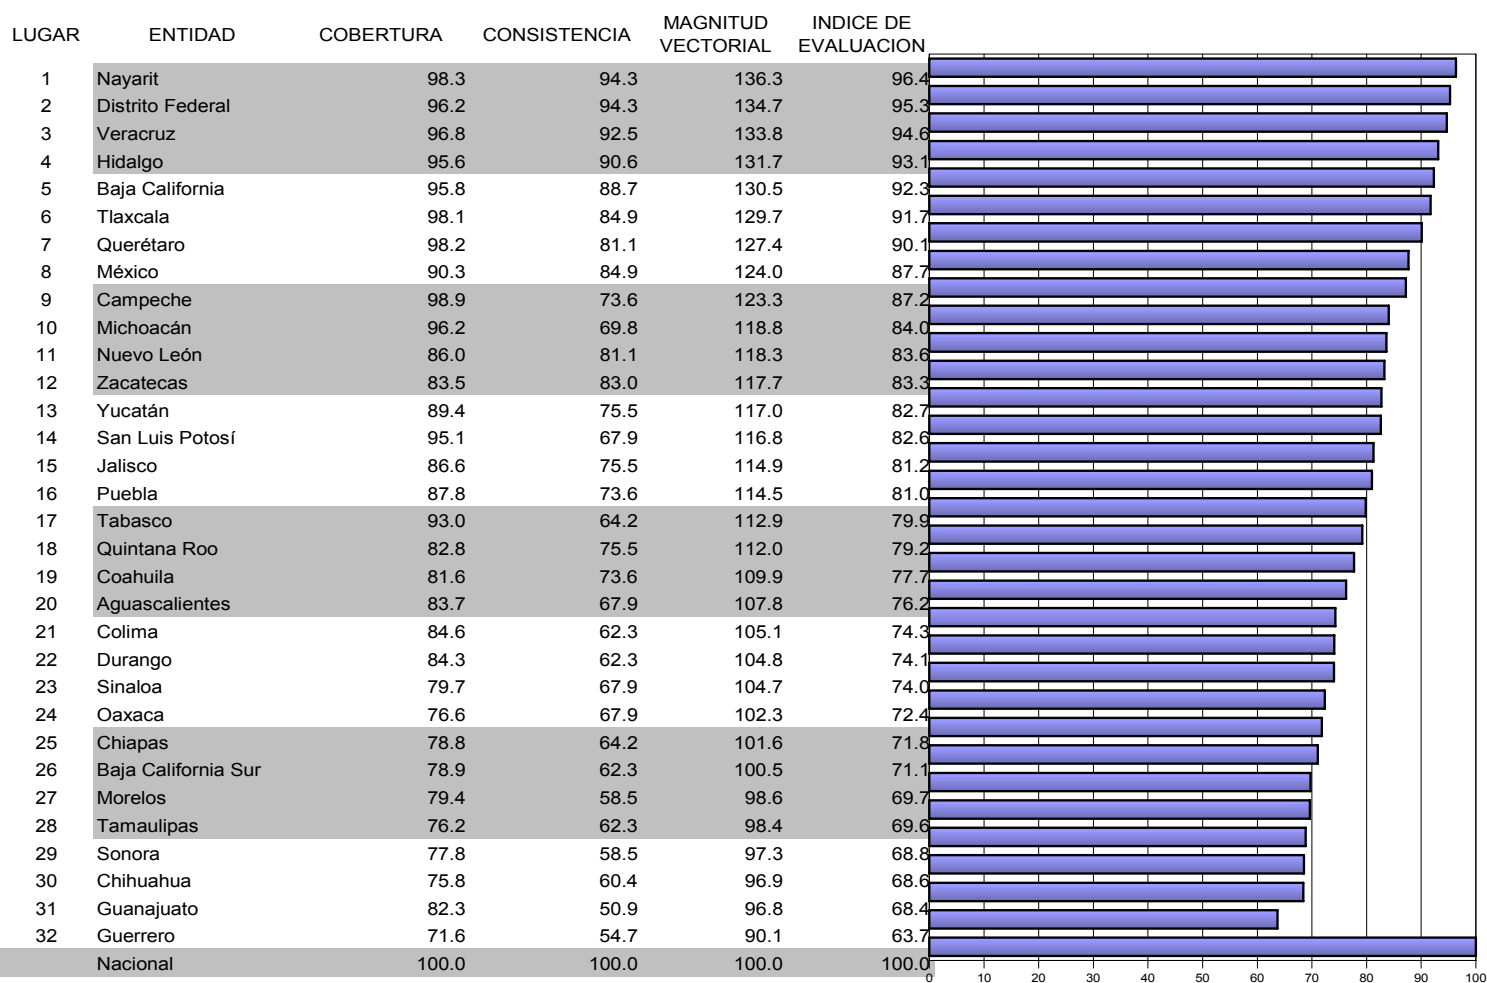 LUGAR ENTIDAD COBERTURA CONSISTENCIA MAGNITUD VECTORIAL INDICE DE EVALUACION
1 Nayarit 98.3 94.3 136.3 96.4
2 Distrito Federal 96.2 94.3 134.7 95.3
3 Veracruz 96.8 92.5 133.8 94.6
4 Hidalgo 95.6 90.6 131.7 93.1
5 Baja California 95.8 88.7 130.5 92.3
6 Tlaxcala 98.1 84.9 129.7 91.7
7 Querétaro 98.2 81.1 127.4 90.1
8 México 90.3 84.9 124.0 87.7
9 Campeche 98.9 73.6 123.3 87.2
10 Michoacán 96.2 69.8 118.8 84.0
11 Nuevo León 86.0 81.1 118.3 83.6
12 Zacatecas 83.5 83.0 117.7 83.3
13 Yucatán 89.4 75.5 117.0 82.7
14 San Luis Potosí 95.1 67.9 116.8 82.6
15 Jalisco 86.6 75.5 114.9 81.2
16 Puebla 87.8 73.6 114.5 81.0
17 Tabasco 93.0 64.2 112.9 79.9
18 Quintana Roo 82.8 75.5 112.0 79.2
19 Coahuila 81.6 73.6 109.9 77.7
20 Aguascalientes 83.7 67.9 107.8 76.2
21 Colima 84.6 62.3 105.1 74.3
22 Durango 84.3 62.3 104.8 74.1
23 Sinaloa 79.7 67.9 104.7 74.0
24 Oaxaca 76.6 67.9 102.3 72.4
25 Chiapas 78.8 64.2 101.6 71.8
26 Baja California Sur 78.9 62.3 100.5 71.1
27 Morelos 79.4 58.5 98.6 69.7
28 Tamaulipas 76.2 62.3 98.4 69.6
29 Sonora 77.8 58.5 97.3 68.8
30 Chihuahua 75.8 60.4 96.9 68.6
31 Guanajuato 82.3 50.9 96.8 68.4
32 Guerrero 71.6 54.7 90.1 63.7
Nacional 100.0 100.0 100.0 100.0
0 10 20 30 40 50 60 70 80 90 100